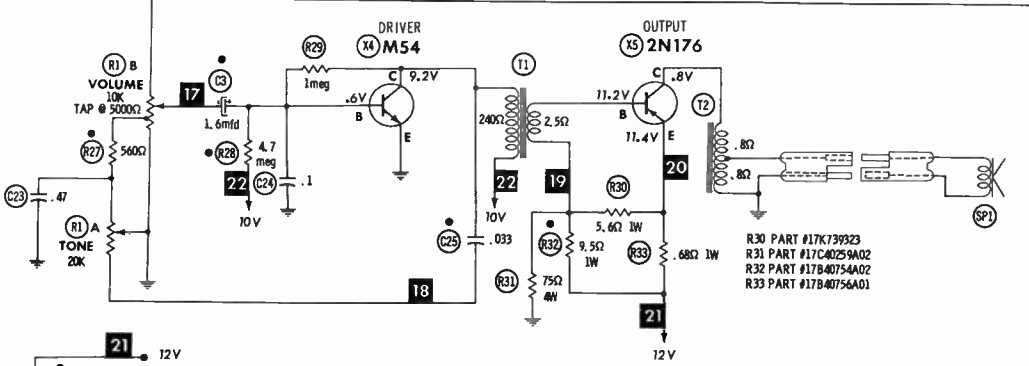 DRIVER
X4 M54
OUTPUT
X5 2N176
R29
1meg
C 9.2V
T1
C .8V
T2
R1 B
VOLUME
10K
TAP @ 5000Ω
17
C3
1.6mfd
.6V
B
E
240Ω
2.5Ω
11.2V
B
11.4V
E
R27
560Ω
R28
4.7
meg
22
C24
.1
10V
22
10V
19
20
.8Ω
.8Ω
C23
.47
R1 A
TONE
20K
C25
.033
R30
5.6Ω 1W
R32
9.5Ω
1W
R33
.68Ω 1W
R31
75Ω
4W
18
21
12V
SP1
R30 PART #17K739323
R31 PART #17C40259A02
R32 PART #17B40754A02
R33 PART #17B40756A01
21
12V